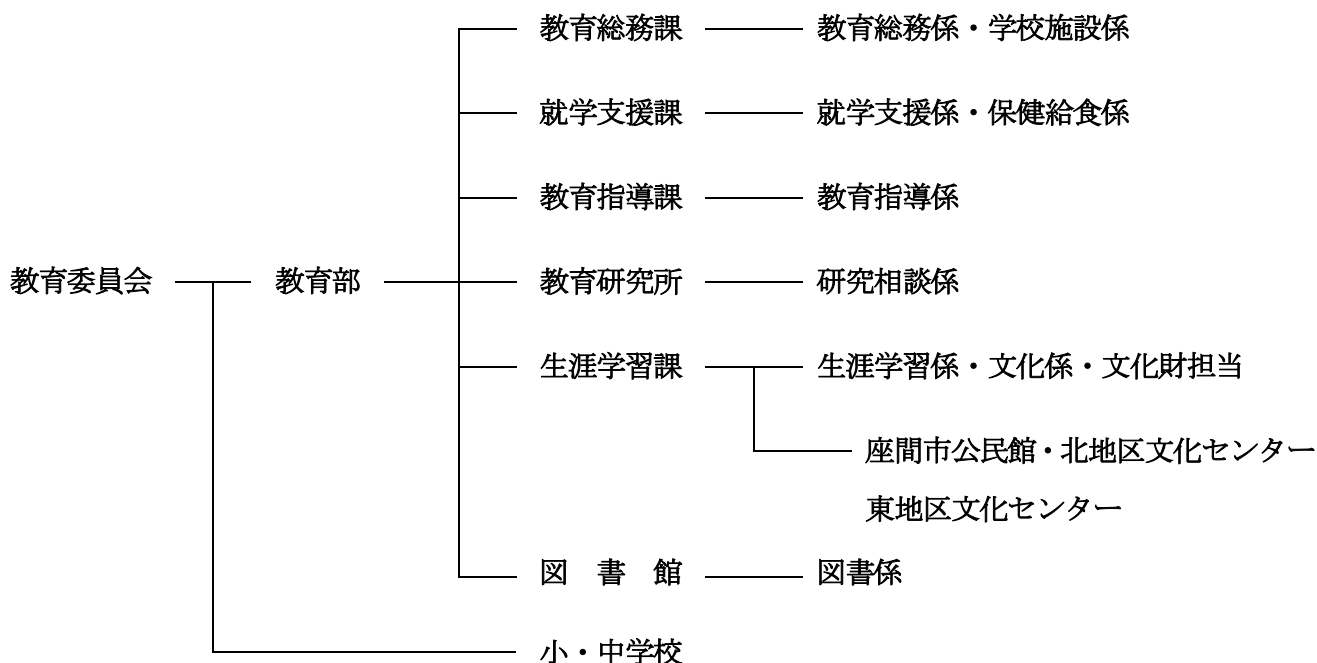 教育総務課 教育総務係・学校施設係
就学支援課 就学支援係・保健給食係
教育指導課 教育指導係
教育委員会 教育部 教育研究所 研究相談係
生涯学習課 生涯学習係・文化係・文化財担当
座間市公民館・北地区文化センター
東地区文化センター
図 書 館 図書係
小・中学校